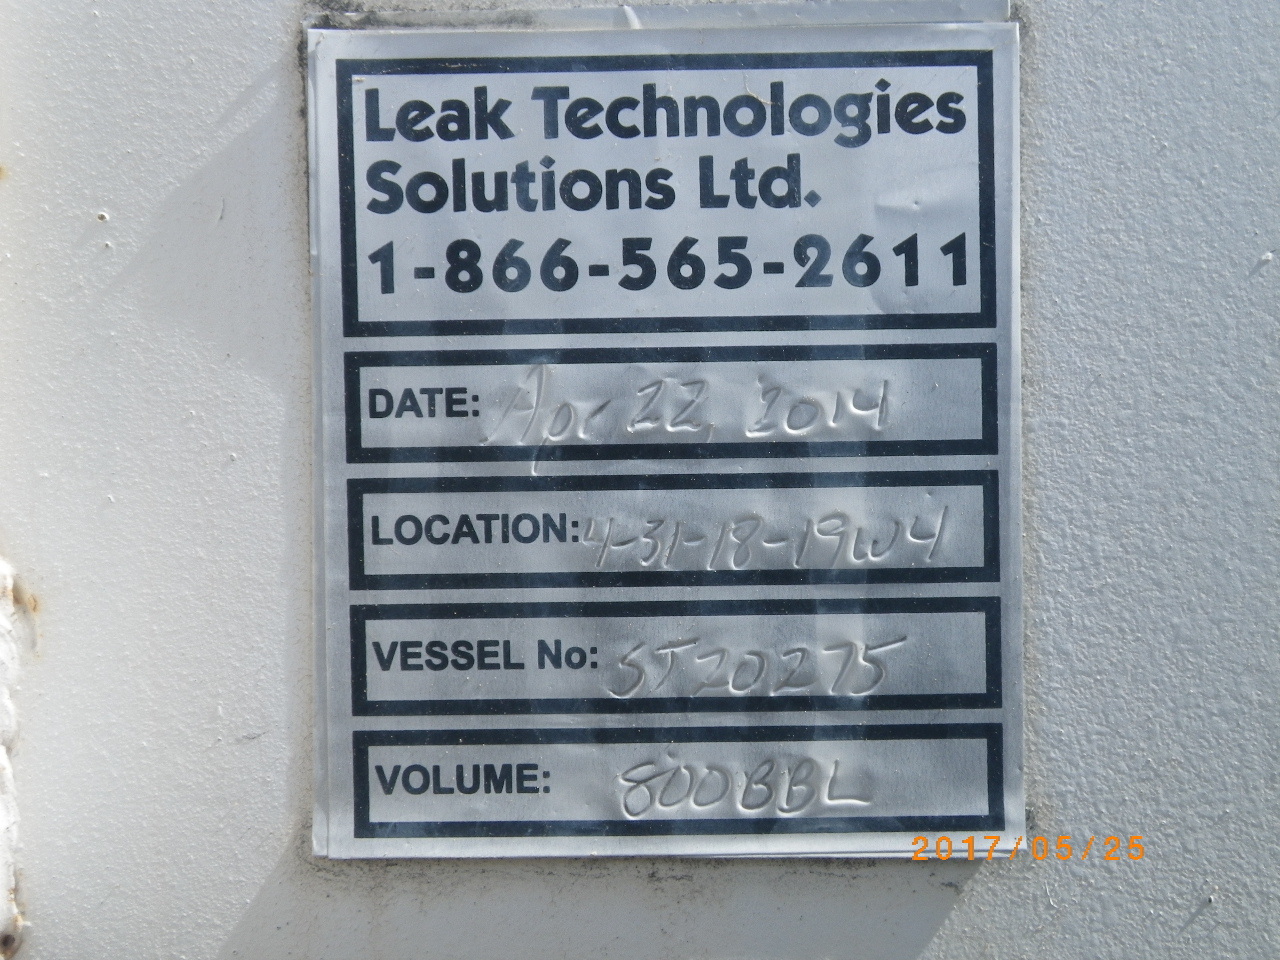 Leak Technologies
Solutions Ltd.
1-866-565-2611
DATE: Apr 22, 2014
LOCATION: 4-31-18-19W4
VESSEL No: ST20275
VOLUME: 800BBL
2017/05/25